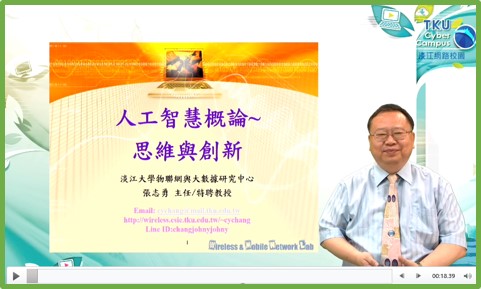 人工智慧概論~
思維與創新
淡江大學物聯網與大數據研究中心
張志勇 主任/特聘教授
Email:
http://wireless.csie.tku.edu.tw/~cychang
Line ID:changjohnyjohny
1
Wireless & Mobile Network Lab
TKU
Cyber
Campus
淡江網路校園
00:18:39